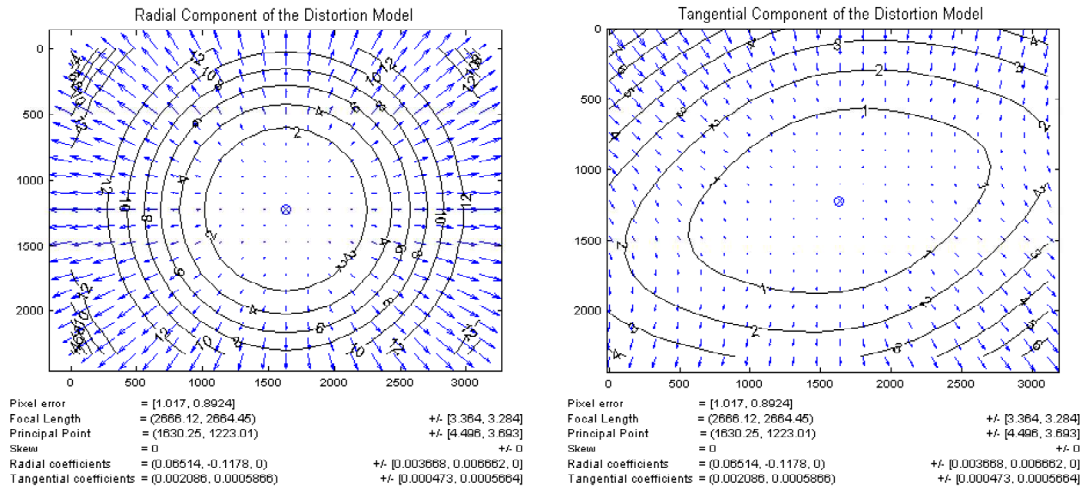 Radial Component of the Distortion Model
0
500
1000
1500
2000
0 500 1000 1500 2000 2500 3000
Pixel error = [1.017, 0.8924]
Focal Length = (2666.12, 2664.45) +/- [3.364, 3.284]
Principal Point = (1630.25, 1223.01) +/- [4.496, 3.693]
Skew = 0 +/- 0
Radial coefficients = (0.06514, -0.1178, 0) +/- [0.003668, 0.006662, 0]
Tangential coefficients = (0.002086, 0.0005866) +/- [0.000473, 0.0005664]
Tangential Component of the Distortion Model
0
500
1000
1500
2000
0 500 1000 1500 2000 2500 3000
Pixel error = [1.017, 0.8924]
Focal Length = (2666.12, 2664.45) +/- [3.364, 3.284]
Principal Point = (1630.25, 1223.01) +/- [4.496, 3.693]
Skew = 0 +/- 0
Radial coefficients = (0.06514, -0.1178, 0) +/- [0.003668, 0.006662, 0]
Tangential coefficients = (0.002086, 0.0005866) +/- [0.000473, 0.0005664]